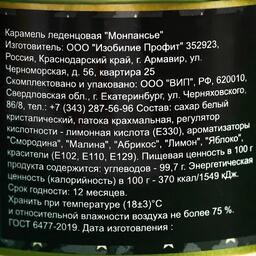 Карамель леденцовая "Монпансье"
Изготовитель: ООО "Изобилие Профит" 352923,
Россия, Краснодарский край, г. Армавир, ул.
Черноморская, д. 56, квартира 25
Скомплектовано и упаковано: ООО "ВИП", РФ, 620010,
Свердловская обл., г. Екатеринбург, ул. Черняховского,
86/8, тел.: +7 (343) 287-56-96 Состав: сахар белый
кристалический, патока крахмальная, регулятор
кислотности - лимонная кислота (Е330), ароматизаторы
"Смородина", "Малина", "Абрикос", "Лимон", "Яблоко",
красители (Е102, Е110, Е129). Пищевая ценность в 100 г
продукта содержится: углеводов - 99,7 г. Энергетическая
ценность (калорийность) в 100 г - 370 ккал/1549 кДж.
Срок годности: 12 месяцев.
Хранить при температуре (18±3)°С
и относительной влажности воздуха не более 75 %.
ГОСТ 6477-2019. Дата изготовления :